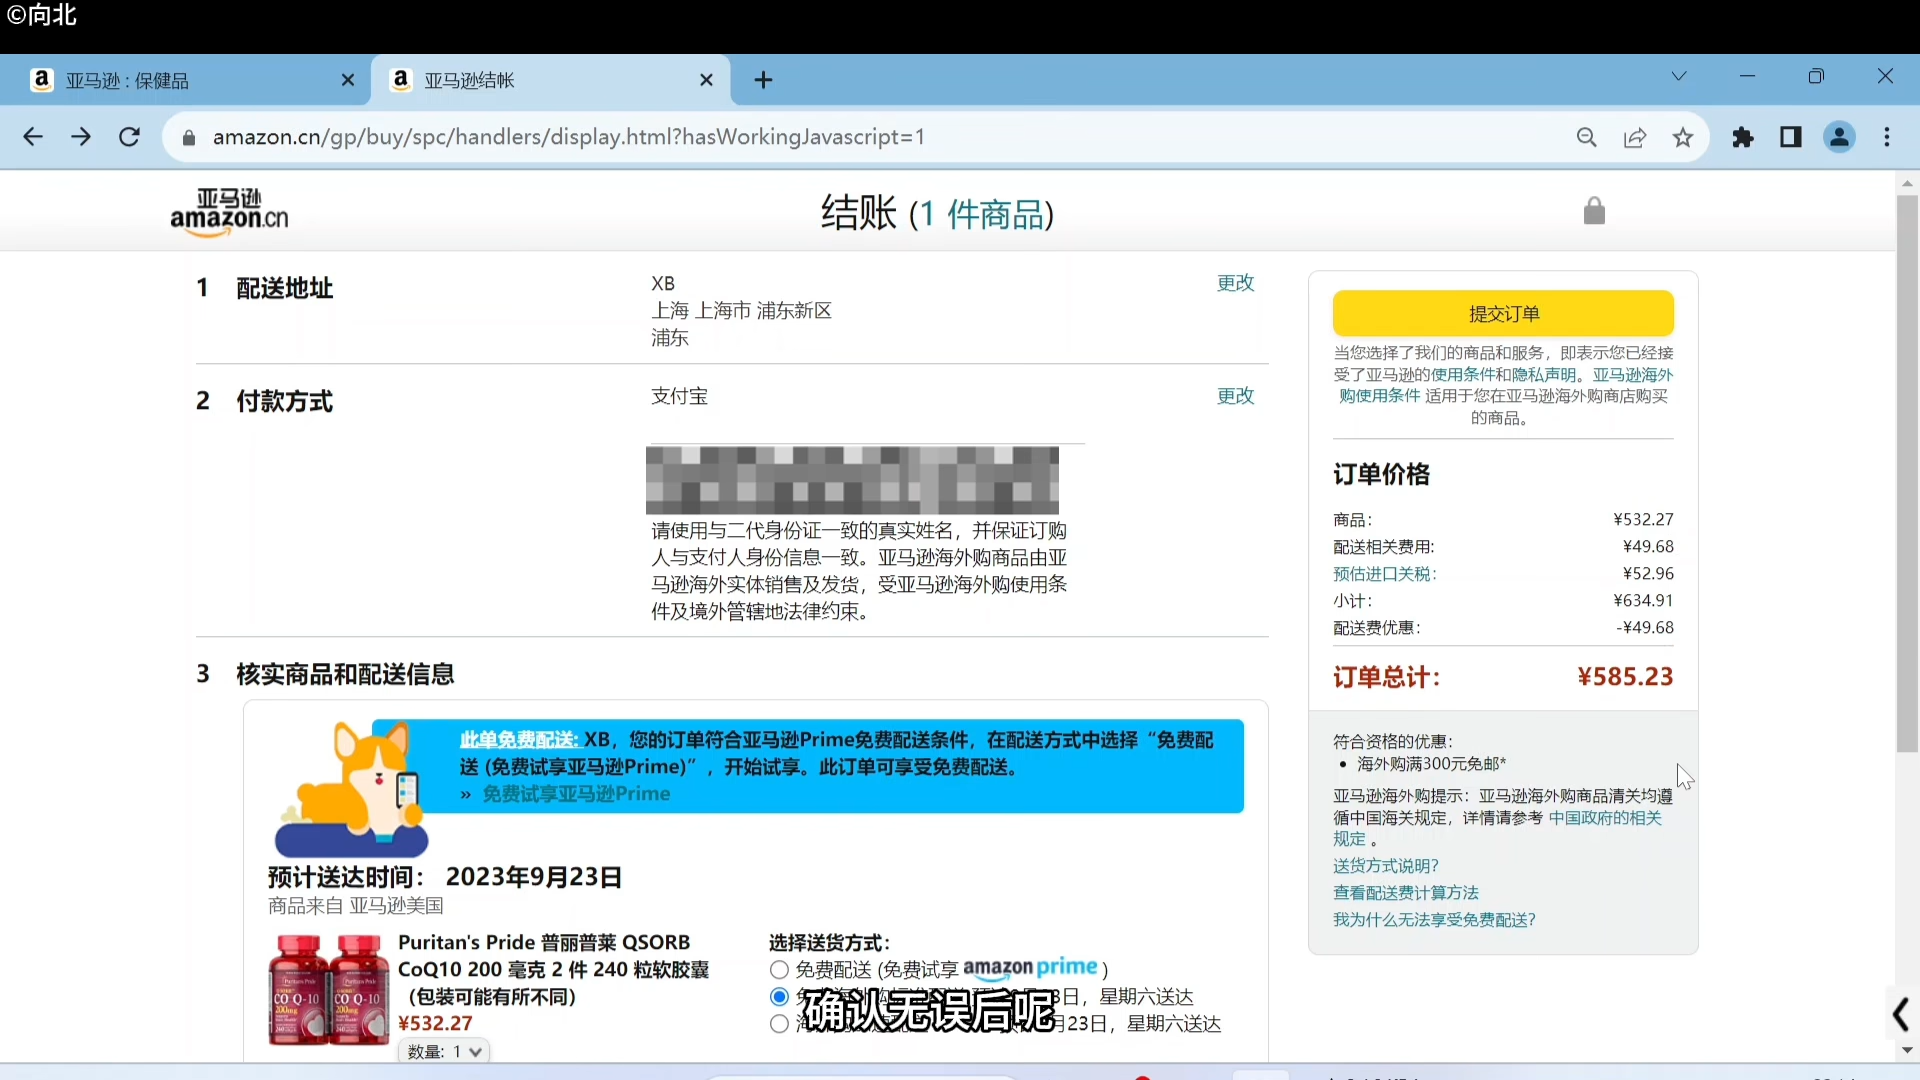 ©向北
亚马逊 : 保健品
亚马逊结帐
amazon.cn/gp/buy/spc/handlers/display.html?hasWorkingJavascript=1
亚马逊
amazon.cn
结账 (1 件商品)
1 配送地址
XB
更改
上海 上海市 浦东新区
浦东
2 付款方式
支付宝
更改
请使用与二代身份证一致的真实姓名，并保证订购
人与支付人身份信息一致。亚马逊海外购商品由亚
马逊海外实体销售及发货，受亚马逊海外购使用条
件及境外管辖地法律约束。
3 核实商品和配送信息
此单免费配送: XB，您的订单符合亚马逊Prime免费配送条件，在配送方式中选择“免费配
送 (免费试享亚马逊Prime)”，开始试享。此订单可享受免费配送。
» 免费试享亚马逊Prime
预计送达时间： 2023年9月23日
商品来自 亚马逊美国
Puritan's Pride 普丽普莱 QSORB
CoQ10 200 毫克 2 件 240 粒软胶囊
（包装可能有所不同）
¥532.27
数量: 1
CO Q-10
CO Q-10
选择送货方式：
免费配送 (免费试享 amazon prime )
日，星期六送达
月23日，星期六送达
确认无误后呢
提交订单
当您选择了我们的商品和服务，即表示您已经接
受了亚马逊的使用条件和隐私声明。亚马逊海外
购使用条件 适用于您在亚马逊海外购商店购买
的商品。
订单价格
商品： ¥532.27
配送相关费用: ¥49.68
预估进口关税： ¥52.96
小计： ¥634.91
配送费优惠： -¥49.68
订单总计： ¥585.23
符合资格的优惠：
• 海外购满300元免邮*
亚马逊海外购提示：亚马逊海外购商品清关均遵
循中国海关规定，详情请参考 中国政府的相关
规定 。
送货方式说明?
查看配送费计算方法
我为什么无法享受免费配送?